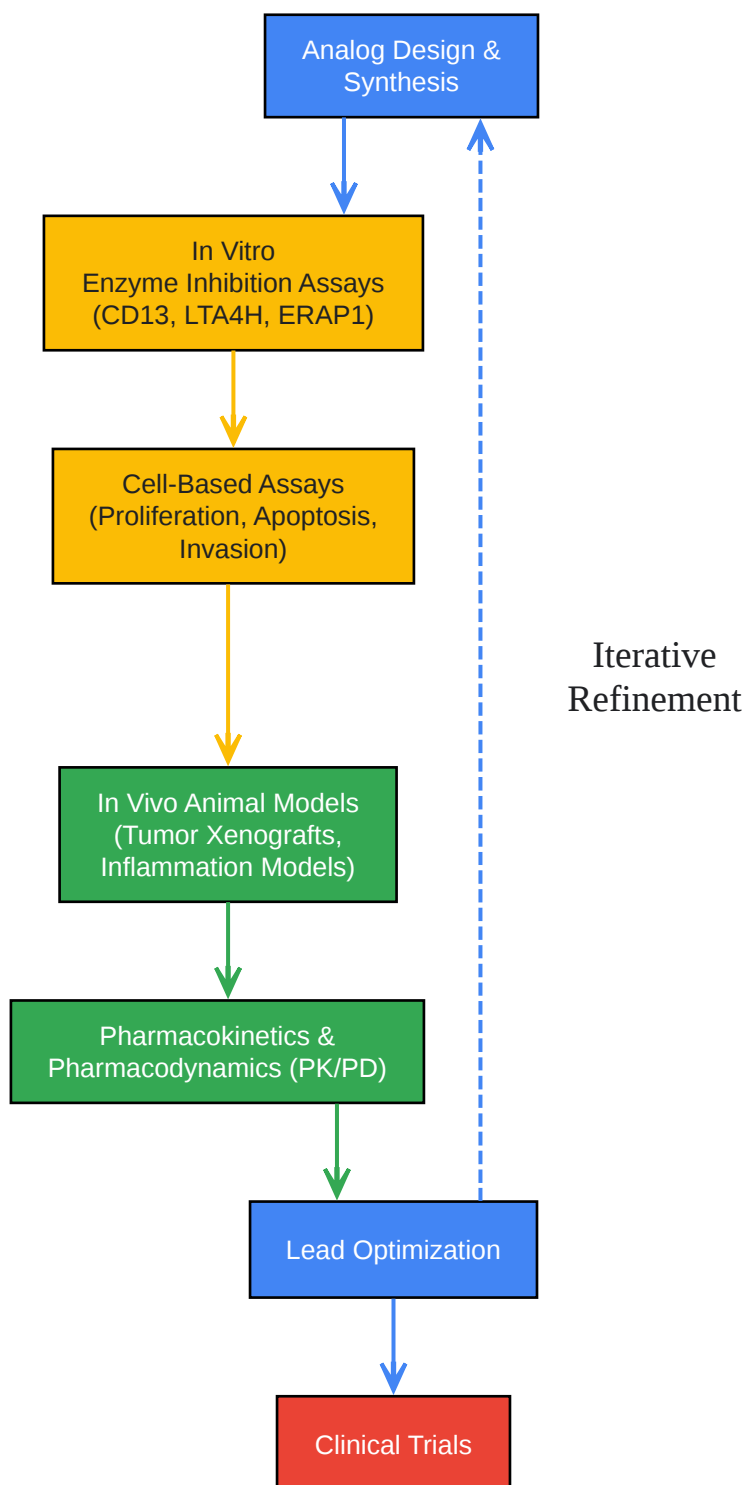 Analog Design &
Synthesis
In Vitro
Enzyme Inhibition Assays
(CD13, LTA4H, ERAP1)
Cell-Based Assays
(Proliferation, Apoptosis,
Invasion)
Iterative
Refinement
In Vivo Animal Models
(Tumor Xenografts,
Inflammation Models)
Pharmacokinetics &
Pharmacodynamics (PK/PD)
Lead Optimization
Clinical Trials